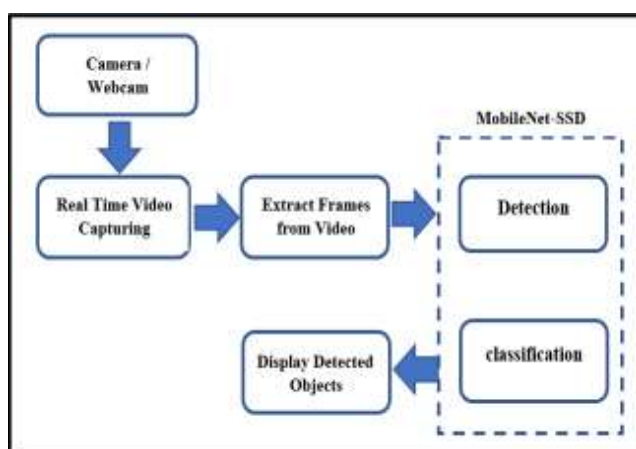 Camera /
Webcam
MobileNet-SSD
Real Time Video
Capturing
Extract Frames
from Video
Detection
Display Detected
Objects
classification